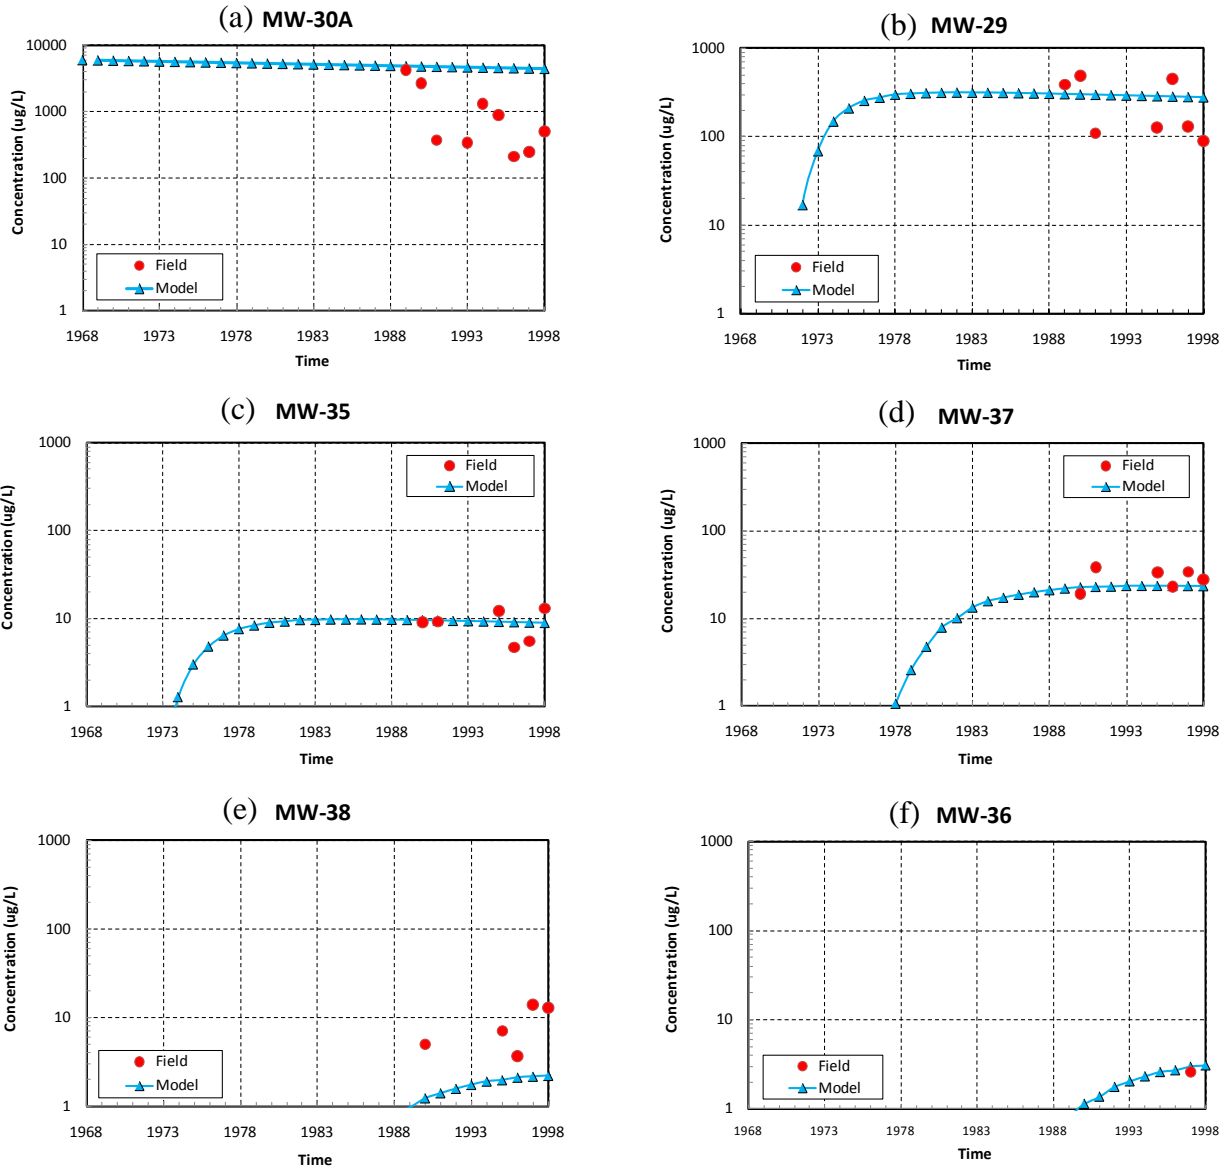 (a) MW-30A
10000
1000
100
10
1
Concentration (ug/L)
Field
Model
1968 1973 1978 1983 1988 1993 1998
Time
(b) MW-29
1000
100
10
1
Concentration (ug/L)
Field
Model
1968 1973 1978 1983 1988 1993 1998
Time
(c) MW-35
1000
100
10
1
Concentration (ug/L)
Field
Model
1968 1973 1978 1983 1988 1993 1998
Time
(d) MW-37
1000
100
10
1
Concentration (ug/L)
Field
Model
1968 1973 1978 1983 1988 1993 1998
Time
(e) MW-38
1000
100
10
1
Concentration (ug/L)
Field
Model
1968 1973 1978 1983 1988 1993 1998
Time
(f) MW-36
1000
100
10
1
Concentration (ug/L)
Field
Model
1968 1973 1978 1983 1988 1993 1998
Time